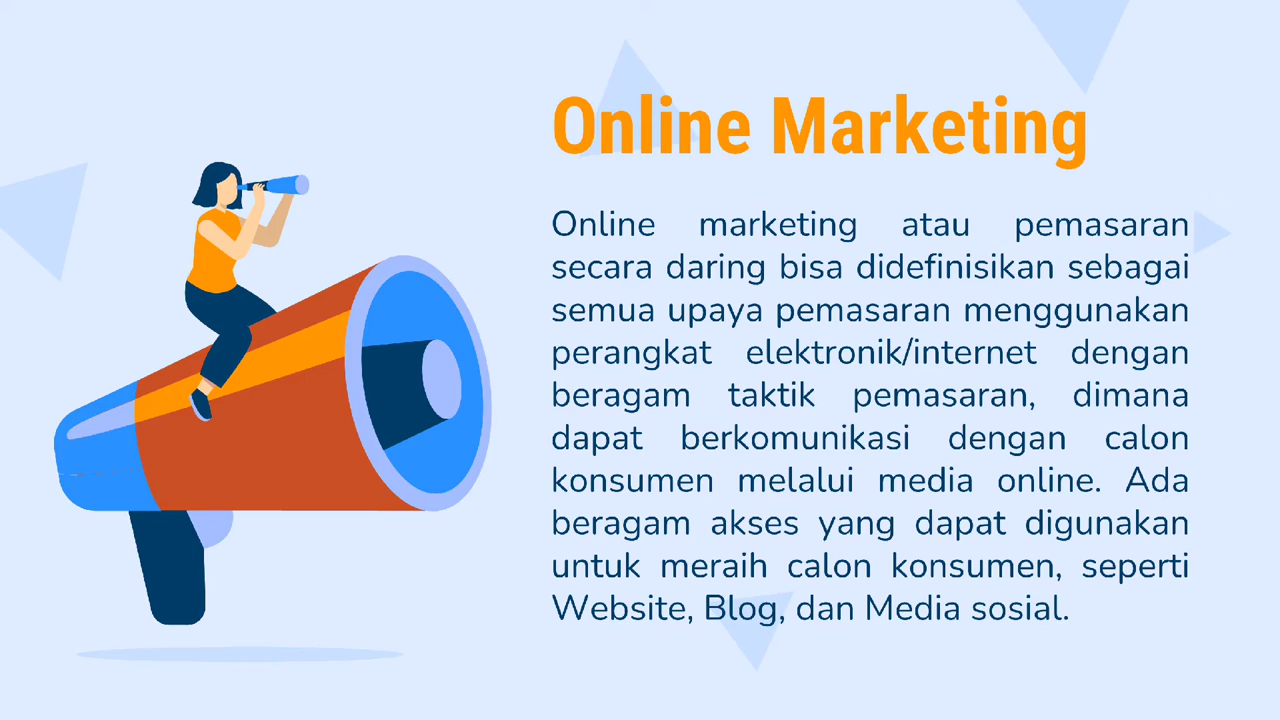 Online Marketing
Online marketing atau pemasaran
secara daring bisa didefinisikan sebagai
semua upaya pemasaran menggunakan
perangkat elektronik/internet dengan
beragam taktik pemasaran, dimana
dapat berkomunikasi dengan calon
konsumen melalui media online. Ada
beragam akses yang dapat digunakan
untuk meraih calon konsumen, seperti
Website, Blog, dan Media sosial.